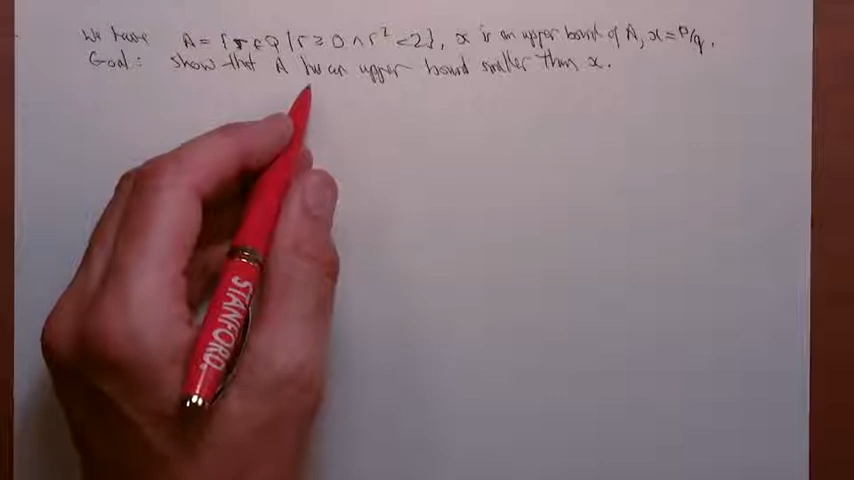 We have A = {r ∈ Q | r ≥ 0 ∧ r² < 2}, x is an upper bound of A, x = p/q.
Goal: show that A has an upper bound smaller than x.
STANFORD